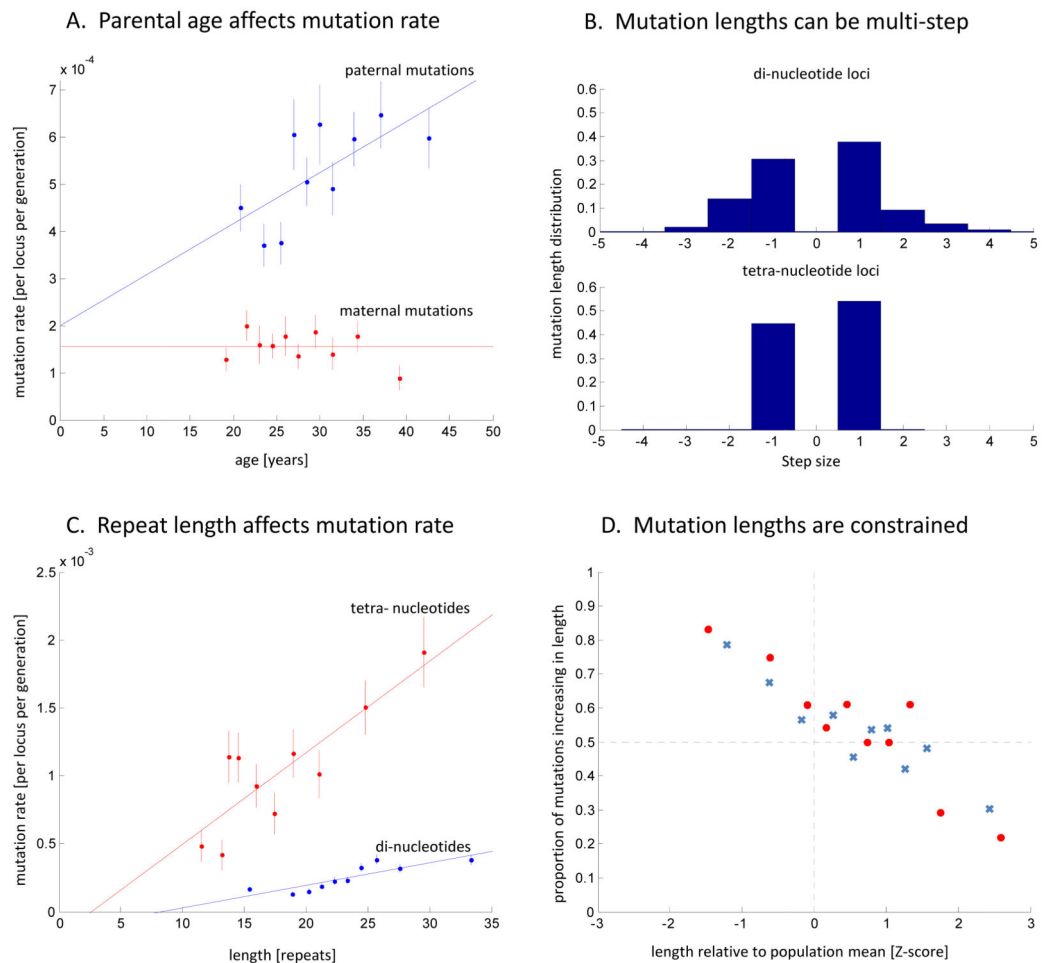 A. Parental age affects mutation rate
x 10⁻⁴
paternal mutations
maternal mutations
mutation rate [per locus per generation]
7
6
5
4
3
2
1
0
0 5 10 15 20 25 30 35 40 45 50
age [years]
B. Mutation lengths can be multi-step
di-nucleotide loci
0.6
0.5
0.4
0.3
0.2
0.1
0
-5 -4 -3 -2 -1 0 1 2 3 4 5
mutation length distribution
tetra-nucleotide loci
0.6
0.5
0.4
0.3
0.2
0.1
0
-5 -4 -3 -2 -1 0 1 2 3 4 5
Step size
C. Repeat length affects mutation rate
x 10⁻³
tetra- nucleotides
di-nucleotides
mutation rate [per locus per generation]
2.5
2
1.5
1
0.5
0
0 5 10 15 20 25 30 35
length [repeats]
D. Mutation lengths are constrained
proportion of mutations increasing in length
1
0.9
0.8
0.7
0.6
0.5
0.4
0.3
0.2
0.1
0
-3 -2 -1 0 1 2 3
length relative to population mean [Z-score]